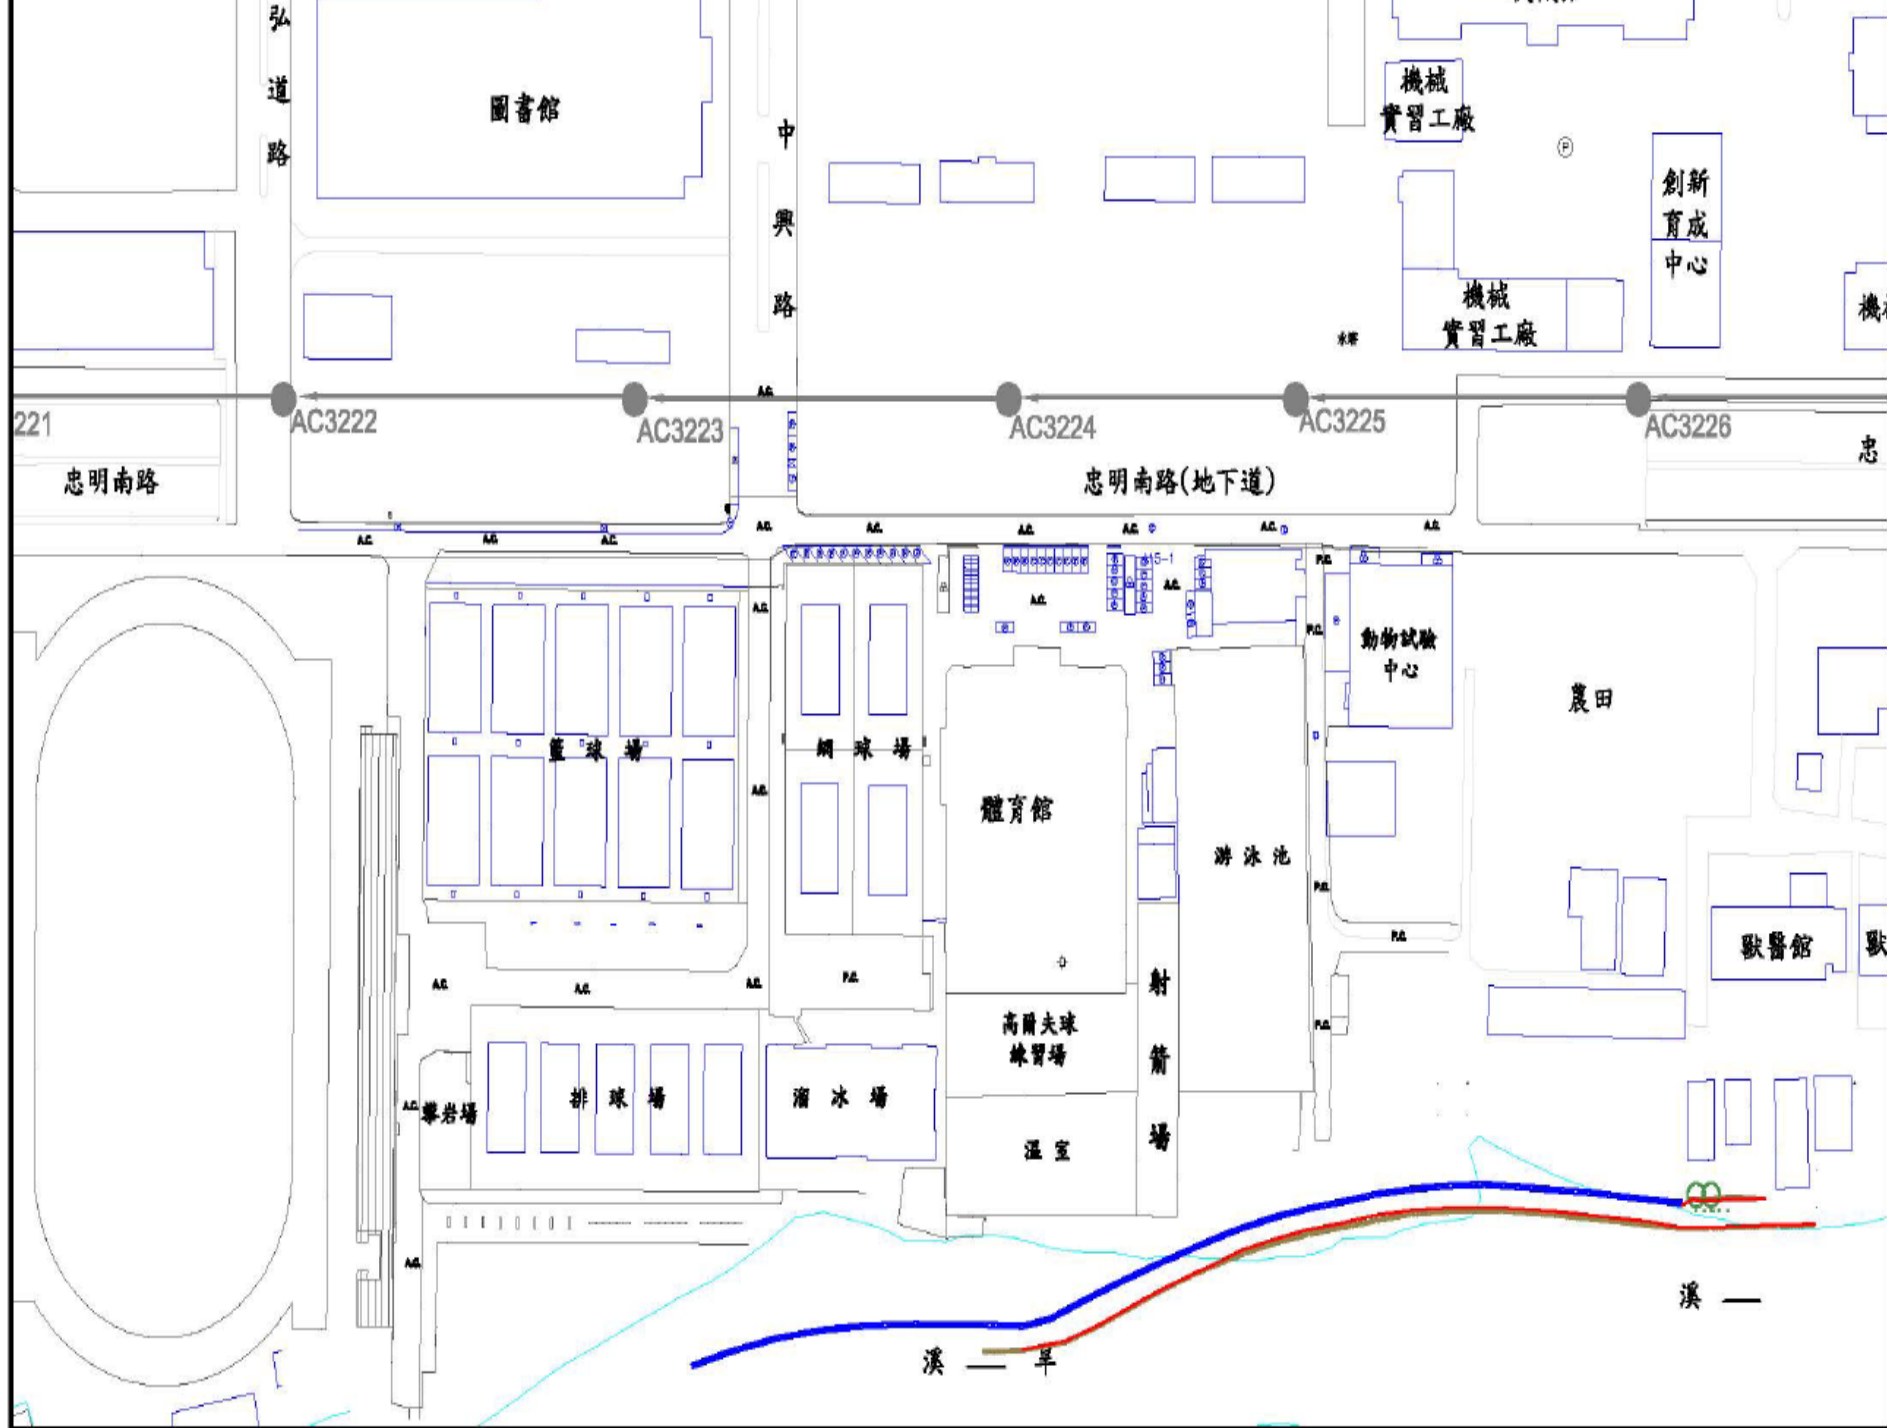 弘道路
圖書館
中興路
機械
實習工廠
P
創新
育成
中心
機械
實習工廠
水塔
A.C.
221
AC3222
AC3223
AC3224
AC3225
AC3226
忠明南路
忠明南路(地下道)
忠
A.C.
A.C.
A.C.
A.C.
A.C.
A.C.
A.C.
A.C.
A.C.
P.C.
A.C.
A.C.
A.C.
P.C.
動物試驗
中心
農田
籃球場
網球場
A.C.
體育館
游泳池
P.C.
P.C.
獸醫館
獸
A.C.
A.C.
A.C.
P.C.
射箭場
高爾夫球
練習場
P.C.
A.C.
攀岩場
排球場
溜冰場
溫室
A.C.
溪 —
溪 — 旱